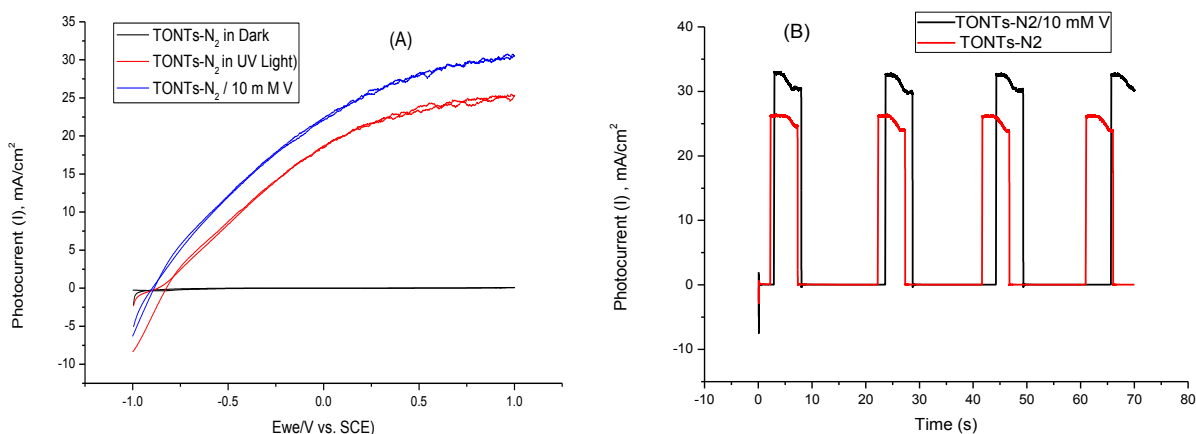 TONTs-N2 in Dark
TONTs-N2 in UV Light)
TONTs-N2 / 10 m M V
(A)
35
30
25
20
15
10
5
0
-5
-10
Photocurrent (I), mA/cm2
-1.0 -0.5 0.0 0.5 1.0
Ewe/V vs. SCE)
TONTs-N2/10 mM V
TONTs-N2
(B)
40
30
20
10
0
-10
Photocurrent (I) , mA/cm2
-10 0 10 20 30 40 50 60 70 80
Time (s)